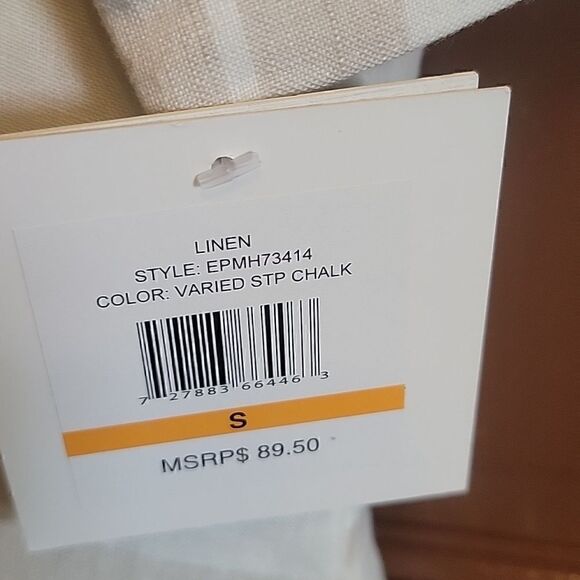 LINEN
STYLE: EPMH73414
COLOR: VARIED STP CHALK
7 27883 66446 3
S
MSRP$ 89.50